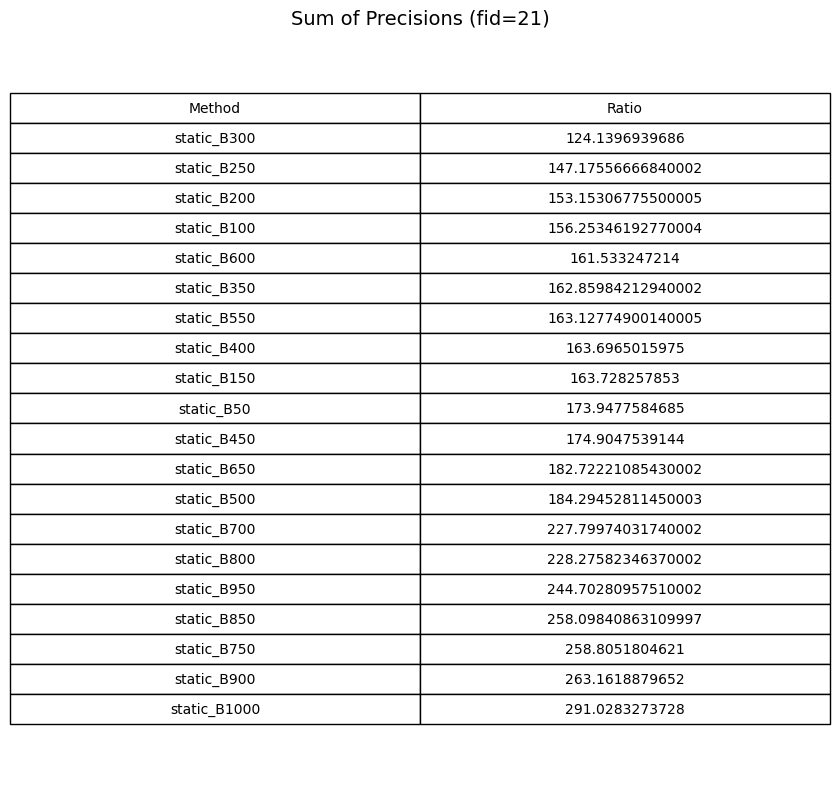 Sum of Precisions (fid=21)
Method Ratio
static_B300 124.1396939686
static_B250 147.17556666840002
static_B200 153.15306775500005
static_B100 156.25346192770004
static_B600 161.533247214
static_B350 162.85984212940002
static_B550 163.12774900140005
static_B400 163.6965015975
static_B150 163.728257853
static_B50 173.9477584685
static_B450 174.9047539144
static_B650 182.72221085430002
static_B500 184.29452811450003
static_B700 227.79974031740002
static_B800 228.27582346370002
static_B950 244.70280957510002
static_B850 258.09840863109997
static_B750 258.8051804621
static_B900 263.1618879652
static_B1000 291.0283273728